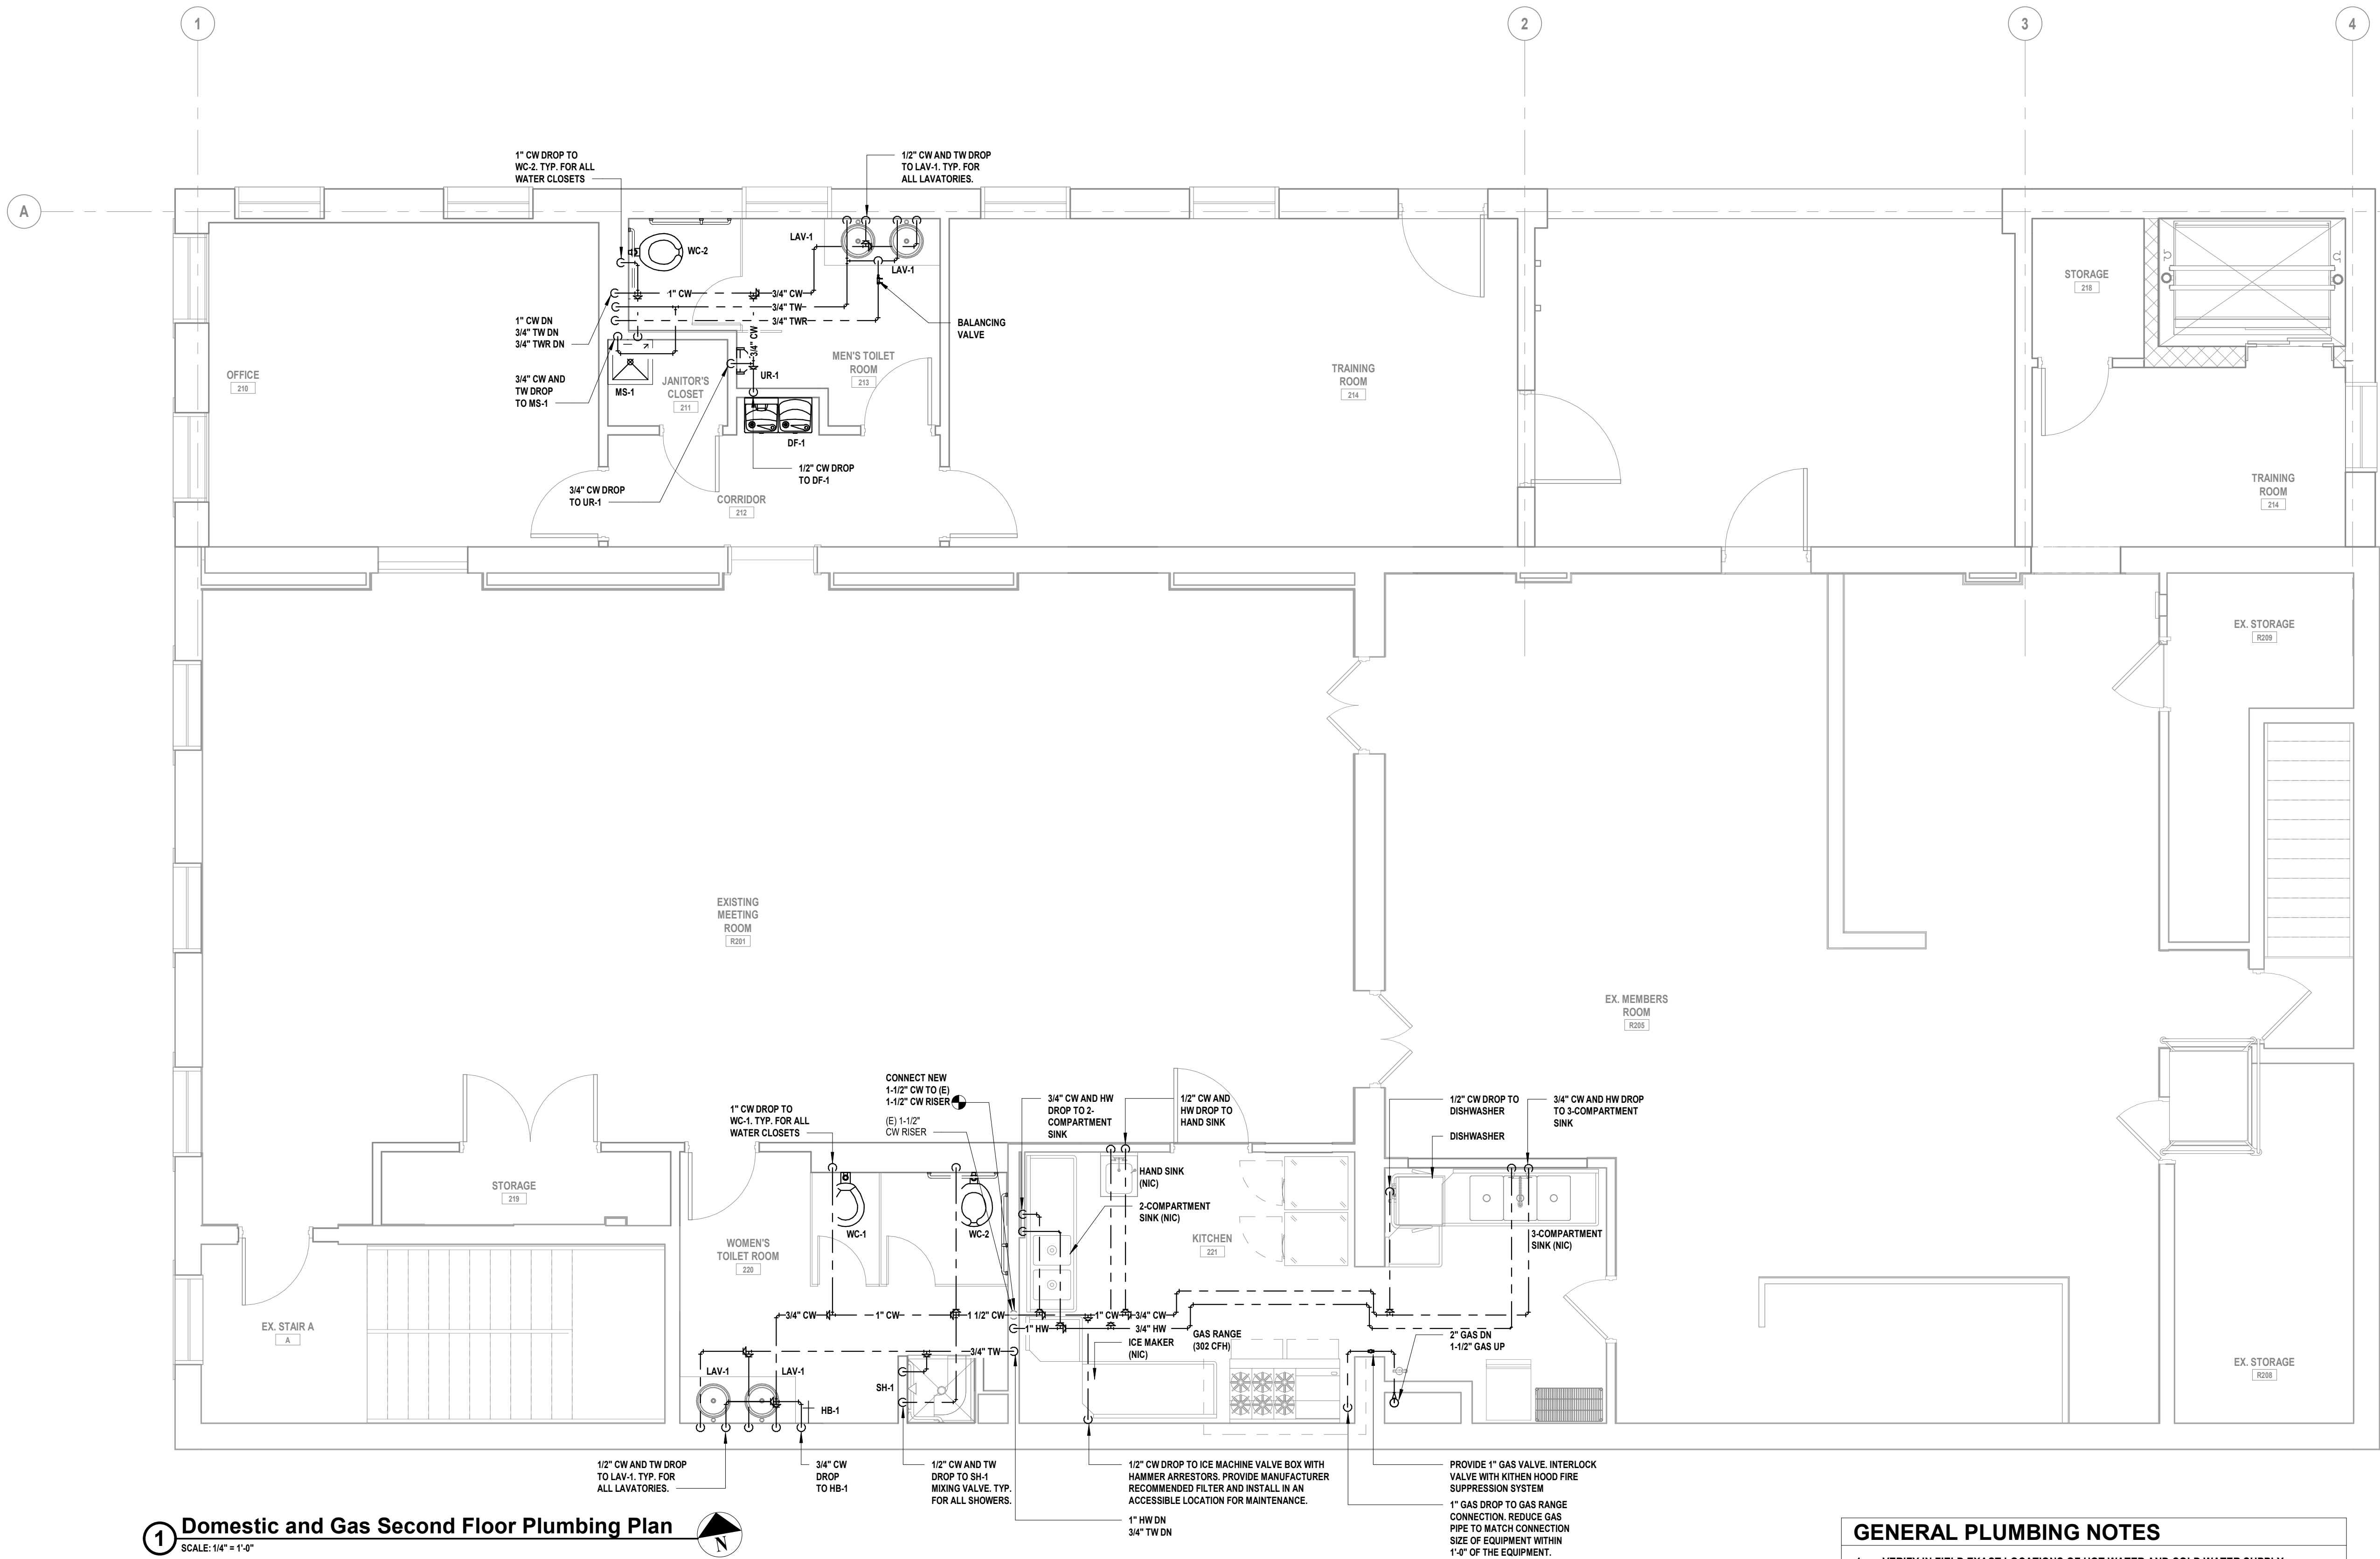 1
2
3
4
A
1" CW DROP TO
WC-2. TYP. FOR ALL
WATER CLOSETS
1/2" CW AND TW DROP
TO LAV-1. TYP. FOR
ALL LAVATORIES.
LAV-1
WC-2
LAV-1
1" CW
3/4" CW
3/4" TW
3/4" TWR
3/4" CW
1" CW DN
3/4" TW DN
3/4" TWR DN
BALANCING
VALVE
STORAGE
218
OFFICE
210
3/4" CW AND
TW DROP
TO MS-1
MS-1
JANITOR'S
CLOSET
211
UR-1
MEN'S TOILET
ROOM
213
TRAINING
ROOM
214
DF-1
1/2" CW DROP
TO DF-1
3/4" CW DROP
TO UR-1
CORRIDOR
212
TRAINING
ROOM
214
EX. STORAGE
R209
EXISTING
MEETING
ROOM
R201
EX. MEMBERS
ROOM
R205
CONNECT NEW
1-1/2" CW TO (E)
1-1/2" CW RISER
(E) 1-1/2"
CW RISER
1" CW DROP TO
WC-1. TYP. FOR ALL
WATER CLOSETS
3/4" CW AND HW
DROP TO 2-
COMPARTMENT
SINK
1/2" CW AND
HW DROP TO
HAND SINK
1/2" CW DROP TO
DISHWASHER
DISHWASHER
3/4" CW AND HW DROP
TO 3-COMPARTMENT
SINK
STORAGE
219
HAND SINK
(NIC)
2-COMPARTMENT
SINK (NIC)
WC-1
WC-2
WOMEN'S
TOILET ROOM
220
KITCHEN
221
3-COMPARTMENT
SINK (NIC)
3/4" CW
1" CW
1 1/2" CW
1" CW
3/4" CW
1" HW
3/4" HW
3/4" TW
EX. STAIR A
A
ICE MAKER
(NIC)
GAS RANGE
(302 CFH)
2" GAS DN
1-1/2" GAS UP
EX. STORAGE
R208
LAV-1
LAV-1
SH-1
HB-1
1/2" CW AND TW DROP
TO LAV-1. TYP. FOR
ALL LAVATORIES.
3/4" CW
DROP
TO HB-1
1/2" CW AND TW
DROP TO SH-1
MIXING VALVE. TYP.
FOR ALL SHOWERS.
1/2" CW DROP TO ICE MACHINE VALVE BOX WITH
HAMMER ARRESTORS. PROVIDE MANUFACTURER
RECOMMENDED FILTER AND INSTALL IN AN
ACCESSIBLE LOCATION FOR MAINTENANCE.
1" HW DN
3/4" TW DN
PROVIDE 1" GAS VALVE. INTERLOCK
VALVE WITH KITHEN HOOD FIRE
SUPPRESSION SYSTEM
1" GAS DROP TO GAS RANGE
CONNECTION. REDUCE GAS
PIPE TO MATCH CONNECTION
SIZE OF EQUIPMENT WITHIN
1'-0" OF THE EQUIPMENT.
1 Domestic and Gas Second Floor Plumbing Plan
SCALE: 1/4" = 1'-0"
N
GENERAL PLUMBING NOTES